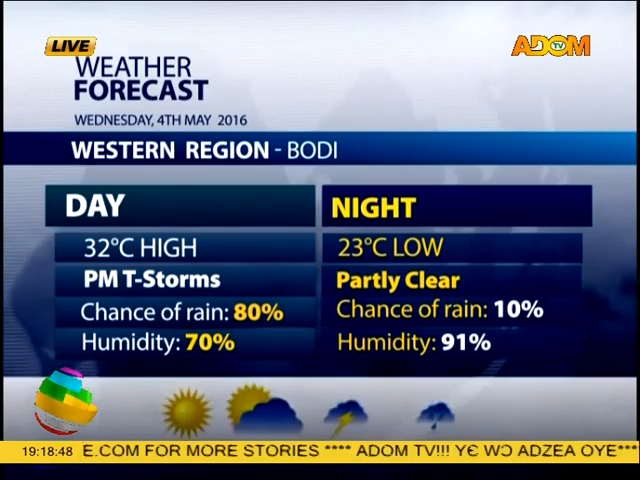 LIVE
ADOM TV
WEATHER
FORECAST
WEDNESDAY, 4TH MAY 2016
WESTERN REGION - BODI
DAY
NIGHT
32°C HIGH
23°C LOW
PM T-Storms
Partly Clear
Chance of rain: 80%
Chance of rain: 10%
Humidity: 70%
Humidity: 91%
19:18:48 E.COM FOR MORE STORIES **** ADOM TV!!! YƐ WƆ ADZEA OYE****